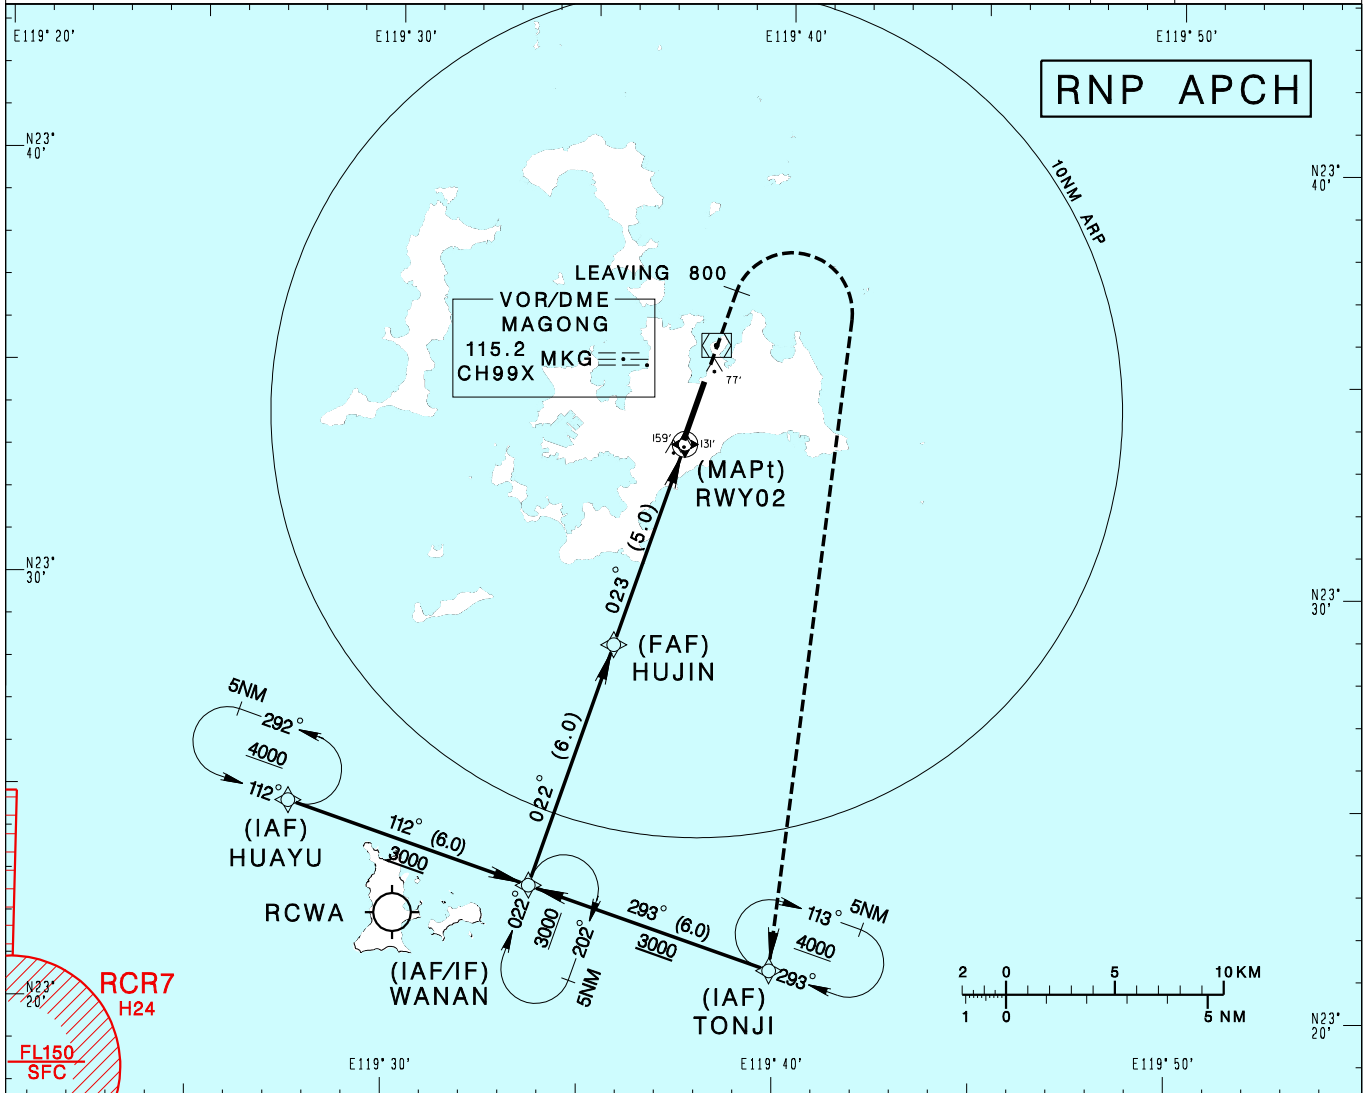 E119° 20'
E119° 30'
E119° 40'
E119° 50'
RNP APCH
N23°
40'
N23°
40'
10NM ARP
LEAVING 800
VOR/DME
MAGONG
115.2
CH99X
MKG
77'
159'
131'
(MAPt)
RWY02
023° (5.0)
N23°
30'
N23°
30'
(FAF)
HUJIN
5NM
292°
4000
112°
022° (6.0)
(IAF)
HUAYU
112° (6.0)
3000
RCWA
022°
3000
202°
5NM
293° (6.0)
3000
113°
5NM
4000
293°
(IAF/IF)
WANAN
(IAF)
TONJI
RCR7
H24
N23°
20'
FL150
SFC
2 0 5 10 KM
1 0 5 NM
N23°
20'
E119° 30'
E119° 40'
E119° 50'